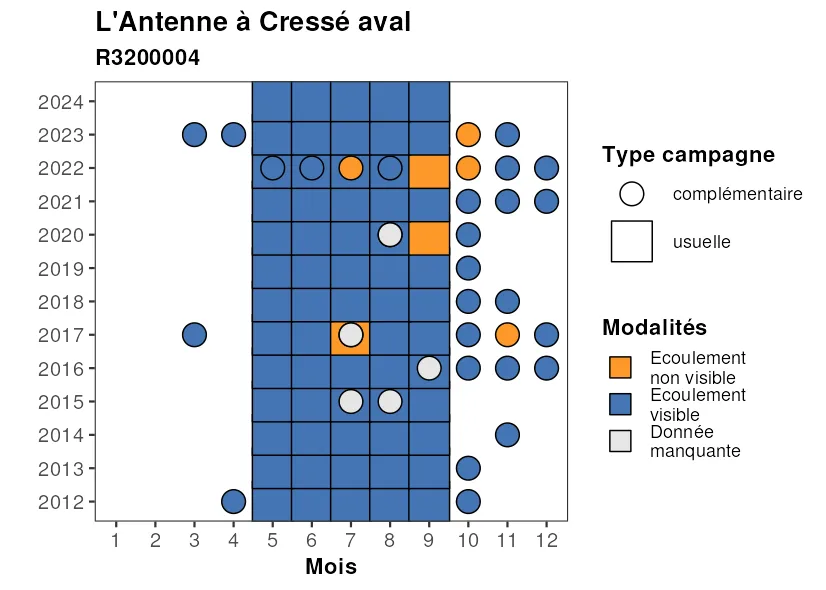 L'Antenne à Cressé aval
R3200004
2024
2023
2022
2021
2020
2019
2018
2017
2016
2015
2014
2013
2012
1 2 3 4 5 6 7 8 9 10 11 12
Mois
Type campagne
complémentaire
usuelle
Modalités
Ecoulement
non visible
Ecoulement
visible
Donnée
manquante